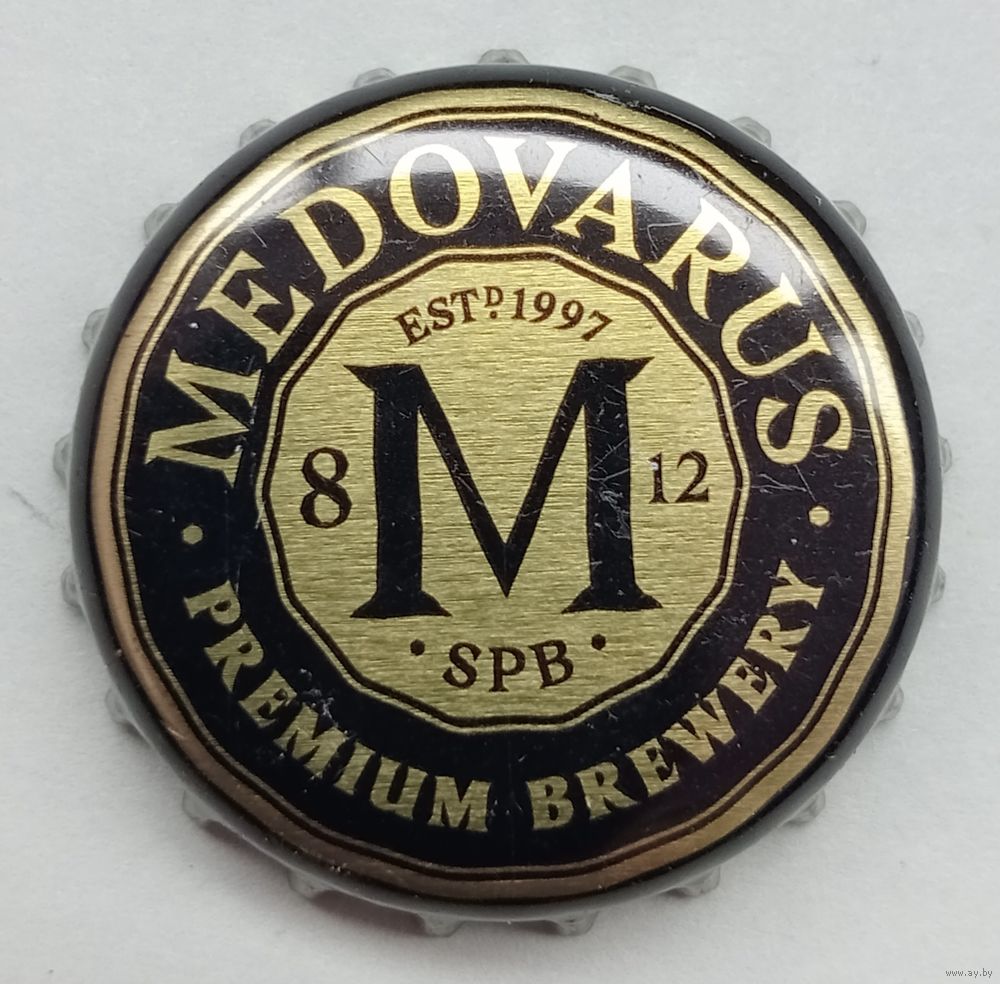 MEDOVARUS
ESTD. 1997
8 M 12
• SPB •
• PREMIUM BREWERY •
www.ay.by